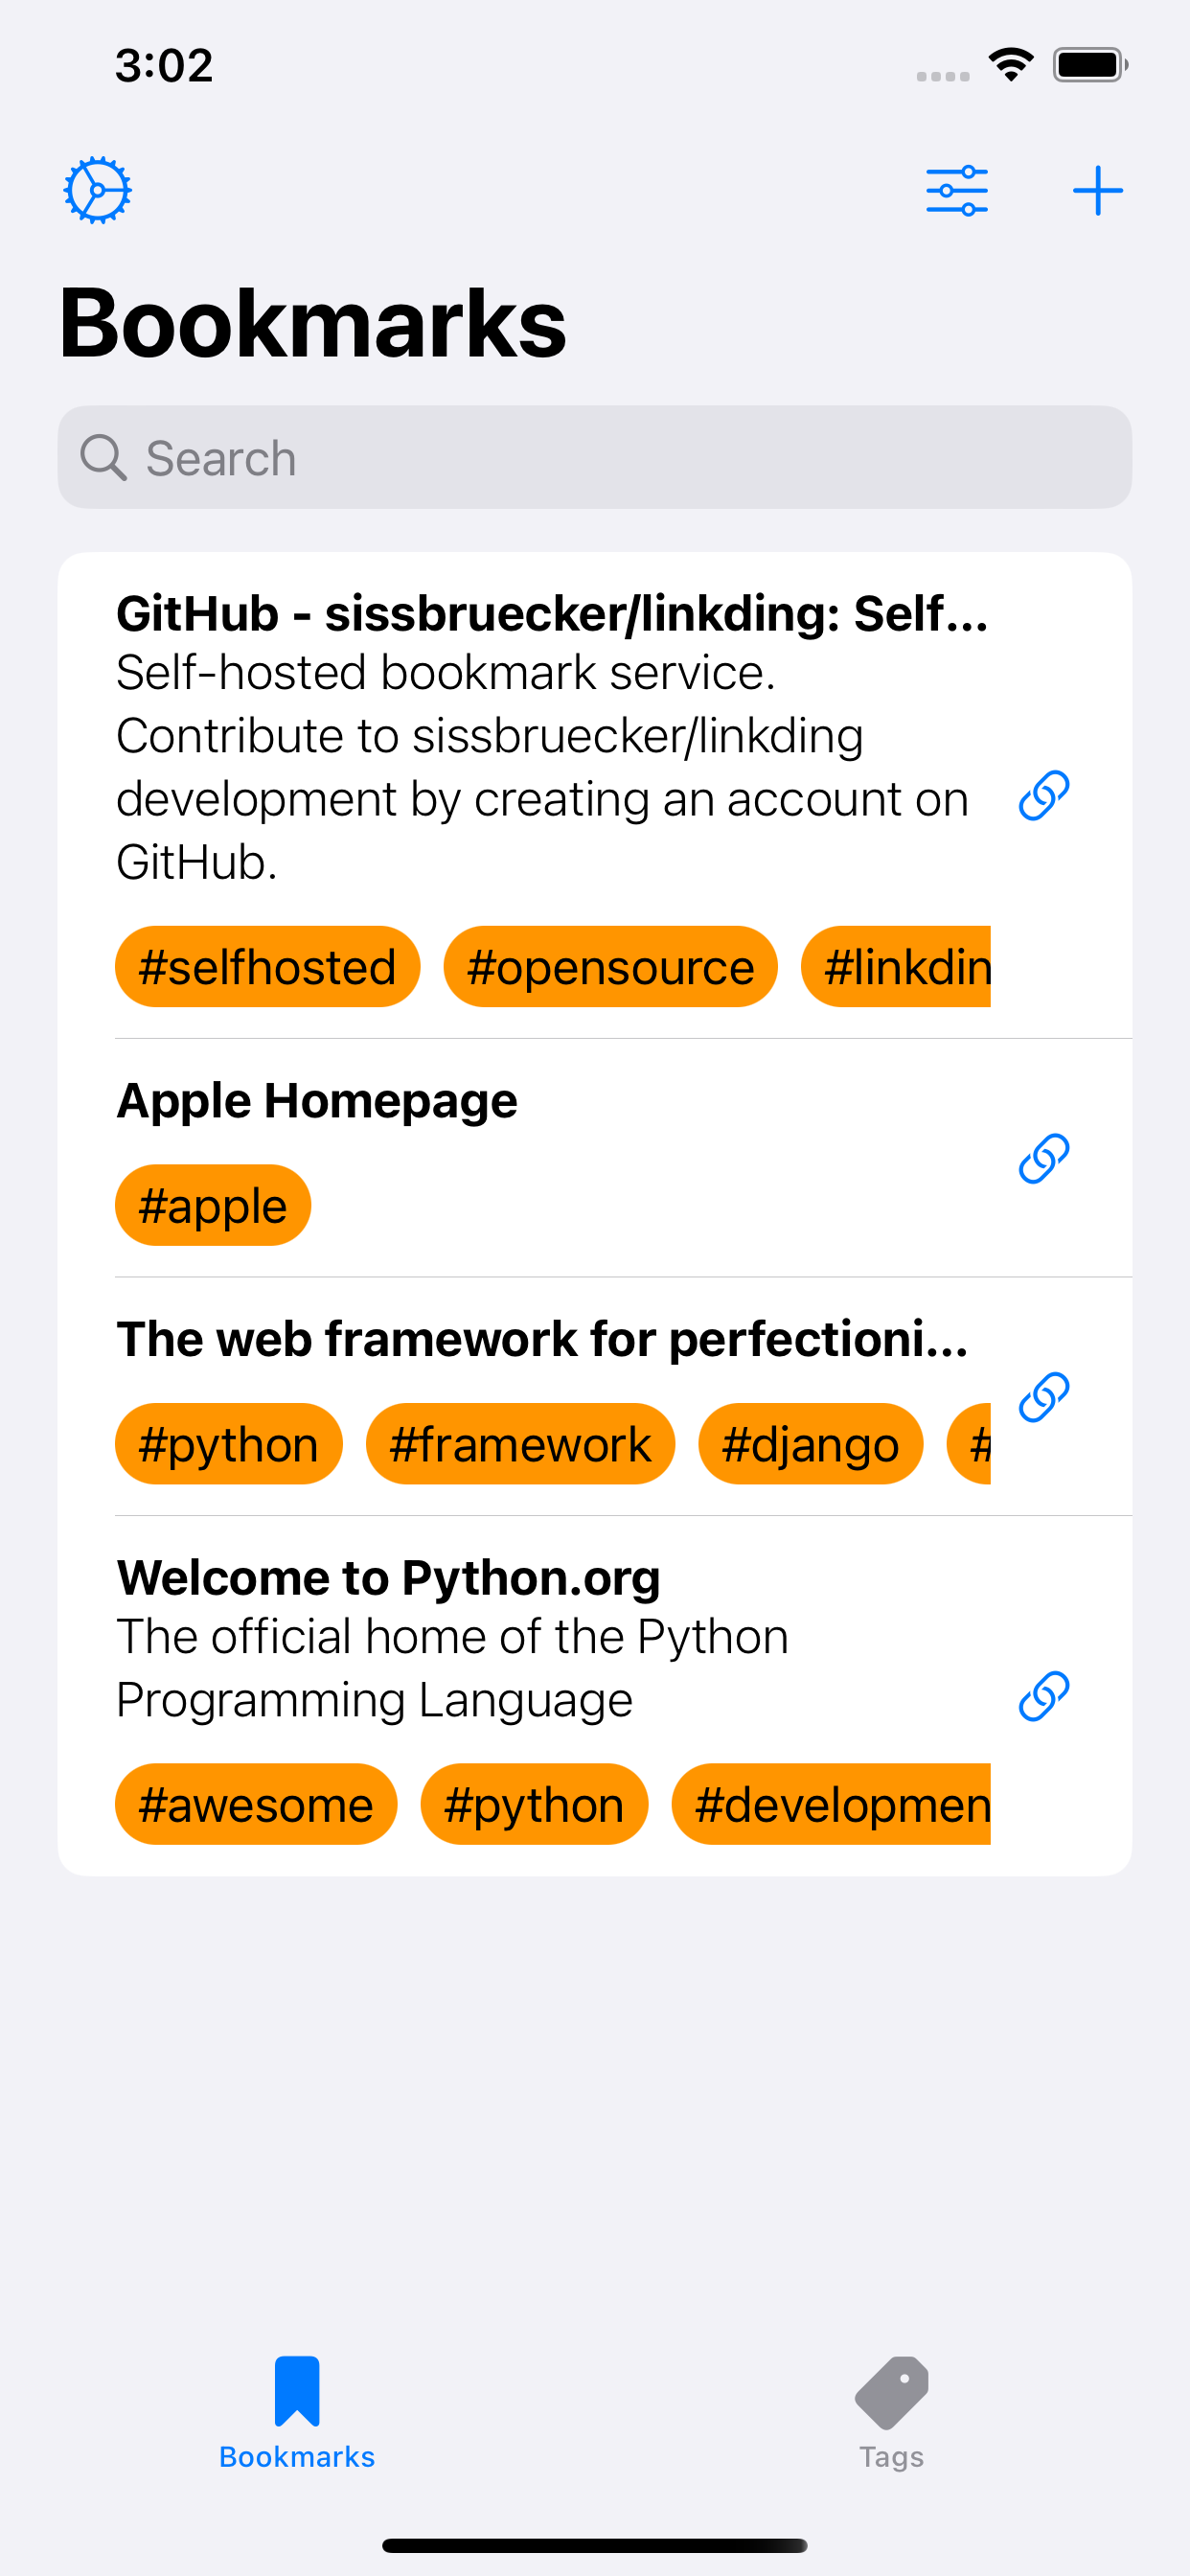 3:02
Bookmarks
Search
GitHub - sissbruecker/linkding: Self...
Self-hosted bookmark service.
Contribute to sissbruecker/linkding
development by creating an account on
GitHub.
#selfhosted #opensource #linkdin
Apple Homepage
#apple
The web framework for perfectioni...
#python #framework #django #
Welcome to Python.org
The official home of the Python
Programming Language
#awesome #python #developmen
Bookmarks Tags